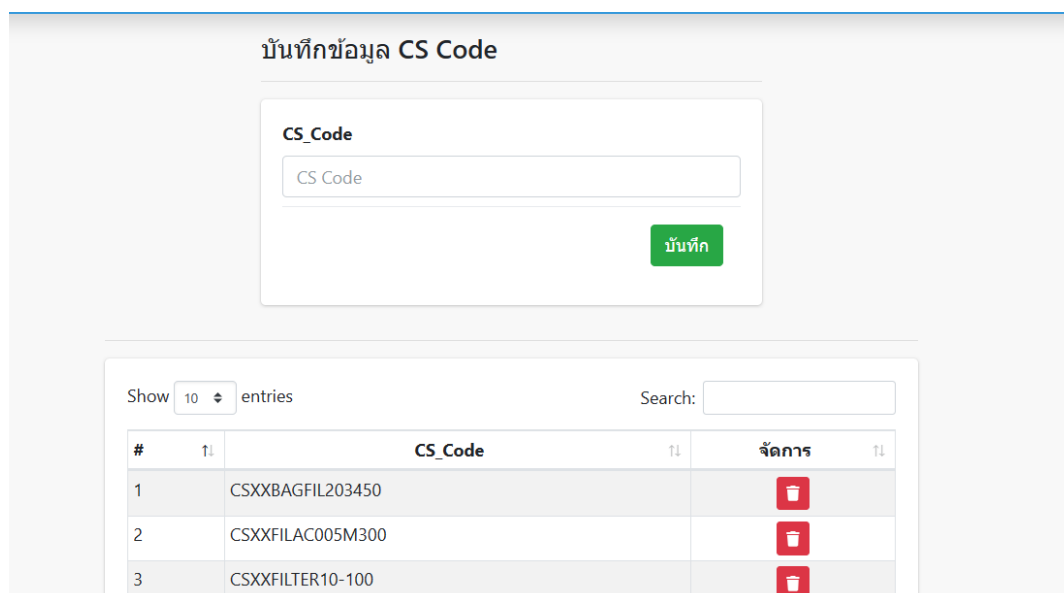 บันทึกข้อมูล CS Code
CS_Code
CS Code
บันทึก
Show 10 entries Search:
# CS_Code จัดการ
1 CSXXBAGFIL203450
2 CSXXFILAC005M300
3 CSXXFILTER10-100